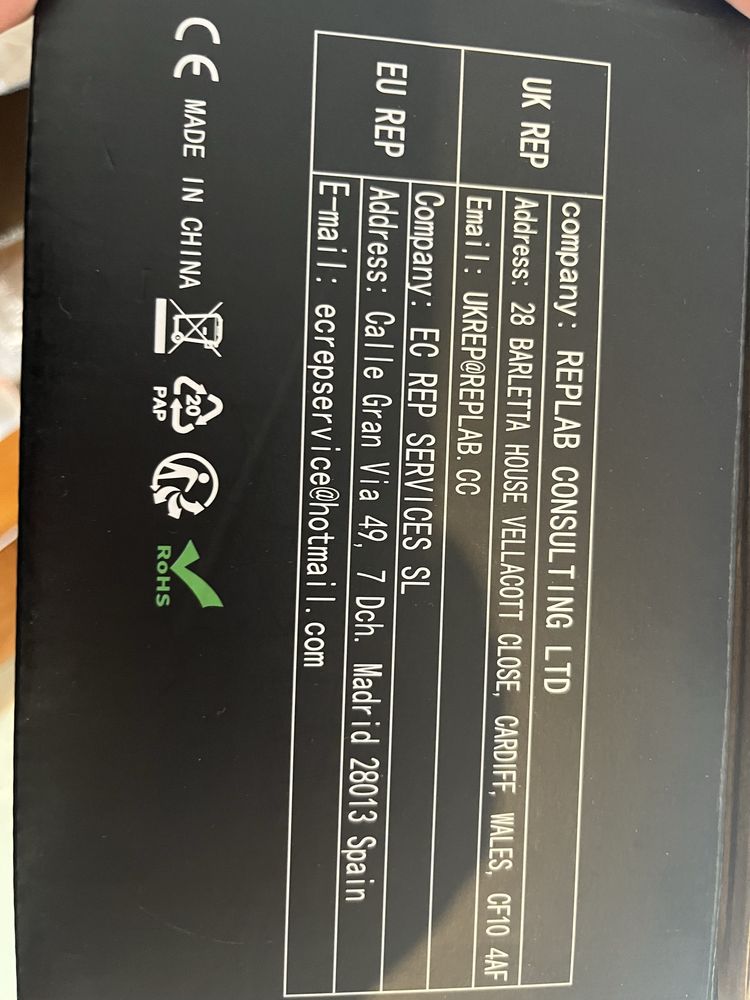 UK REP
company: REPLAB CONSULTING LTD
Address: 28 BARLETTA HOUSE VELLACOTT CLOSE, CARDIFF, WALES, CF10 4AF
Email: UKREP@REPLAB.CC
EU REP
Company: EC REP SERVICES SL
Address: Calle Gran Via 49, 7 Dch. Madrid 28013 Spain
E-mail: ecrepservice@hotmail.com
CE MADE IN CHINA 20 PAP RoHS